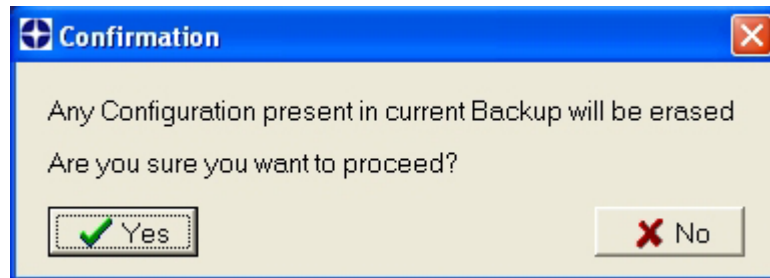 Confirmation
Any Configuration present in current Backup will be erased
Are you sure you want to proceed?
Yes
No